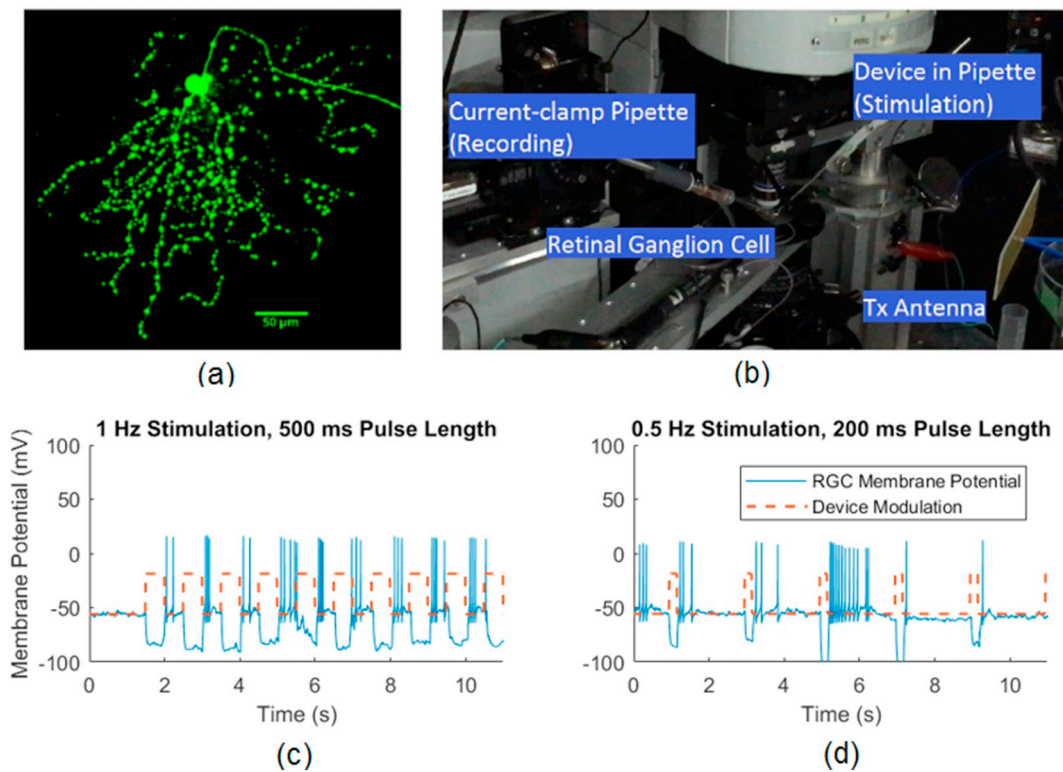 50 µm
Current-clamp Pipette
(Recording)
Device in Pipette
(Stimulation)
Retinal Ganglion Cell
Tx Antenna
FITC
(a)
(b)
1 Hz Stimulation, 500 ms Pulse Length
Membrane Potential (mV)
100
50
0
-50
-100
0
2
4
6
8
10
Time (s)
(c)
0.5 Hz Stimulation, 200 ms Pulse Length
RGC Membrane Potential
Device Modulation
100
50
0
-50
-100
0
2
4
6
8
10
Time (s)
(d)